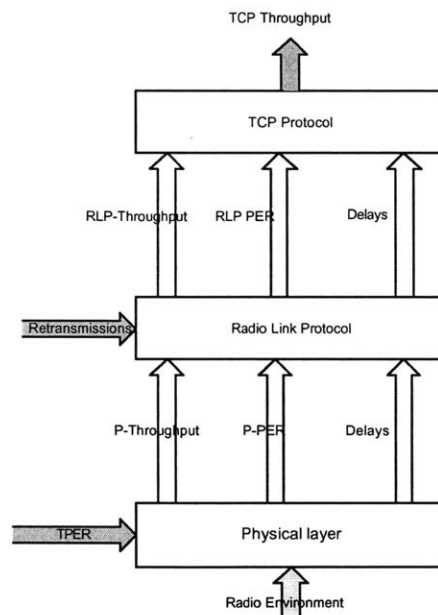 TCP Throughput
TCP Protocol
RLP-Throughput
RLP PER
Delays
Retransmissions
Radio Link Protocol
P-Throughput
P-PER
Delays
TPER
Physical layer
Radio Environment